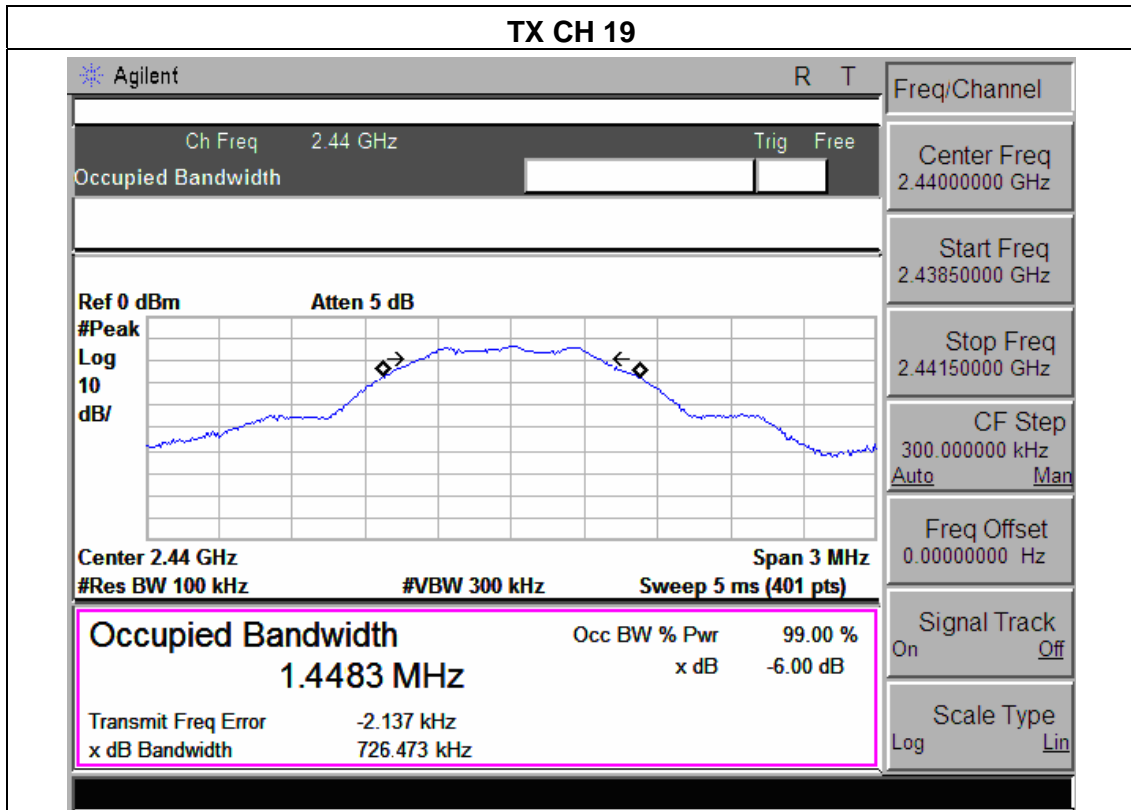 TX CH 19
Agilent R T
Ch Freq 2.44 GHz Trig Free
Occupied Bandwidth
Ref 0 dBm Atten 5 dB
#Peak
Log
10
dB/
Center 2.44 GHz Span 3 MHz
#Res BW 100 kHz #VBW 300 kHz Sweep 5 ms (401 pts)
Occupied Bandwidth Occ BW % Pwr 99.00 %
1.4483 MHz x dB -6.00 dB
Transmit Freq Error -2.137 kHz
x dB Bandwidth 726.473 kHz
Freq/Channel
Center Freq
2.44000000 GHz
Start Freq
2.43850000 GHz
Stop Freq
2.44150000 GHz
CF Step
300.000000 kHz
Auto Man
Freq Offset
0.00000000 Hz
Signal Track
On Off
Scale Type
Log Lin